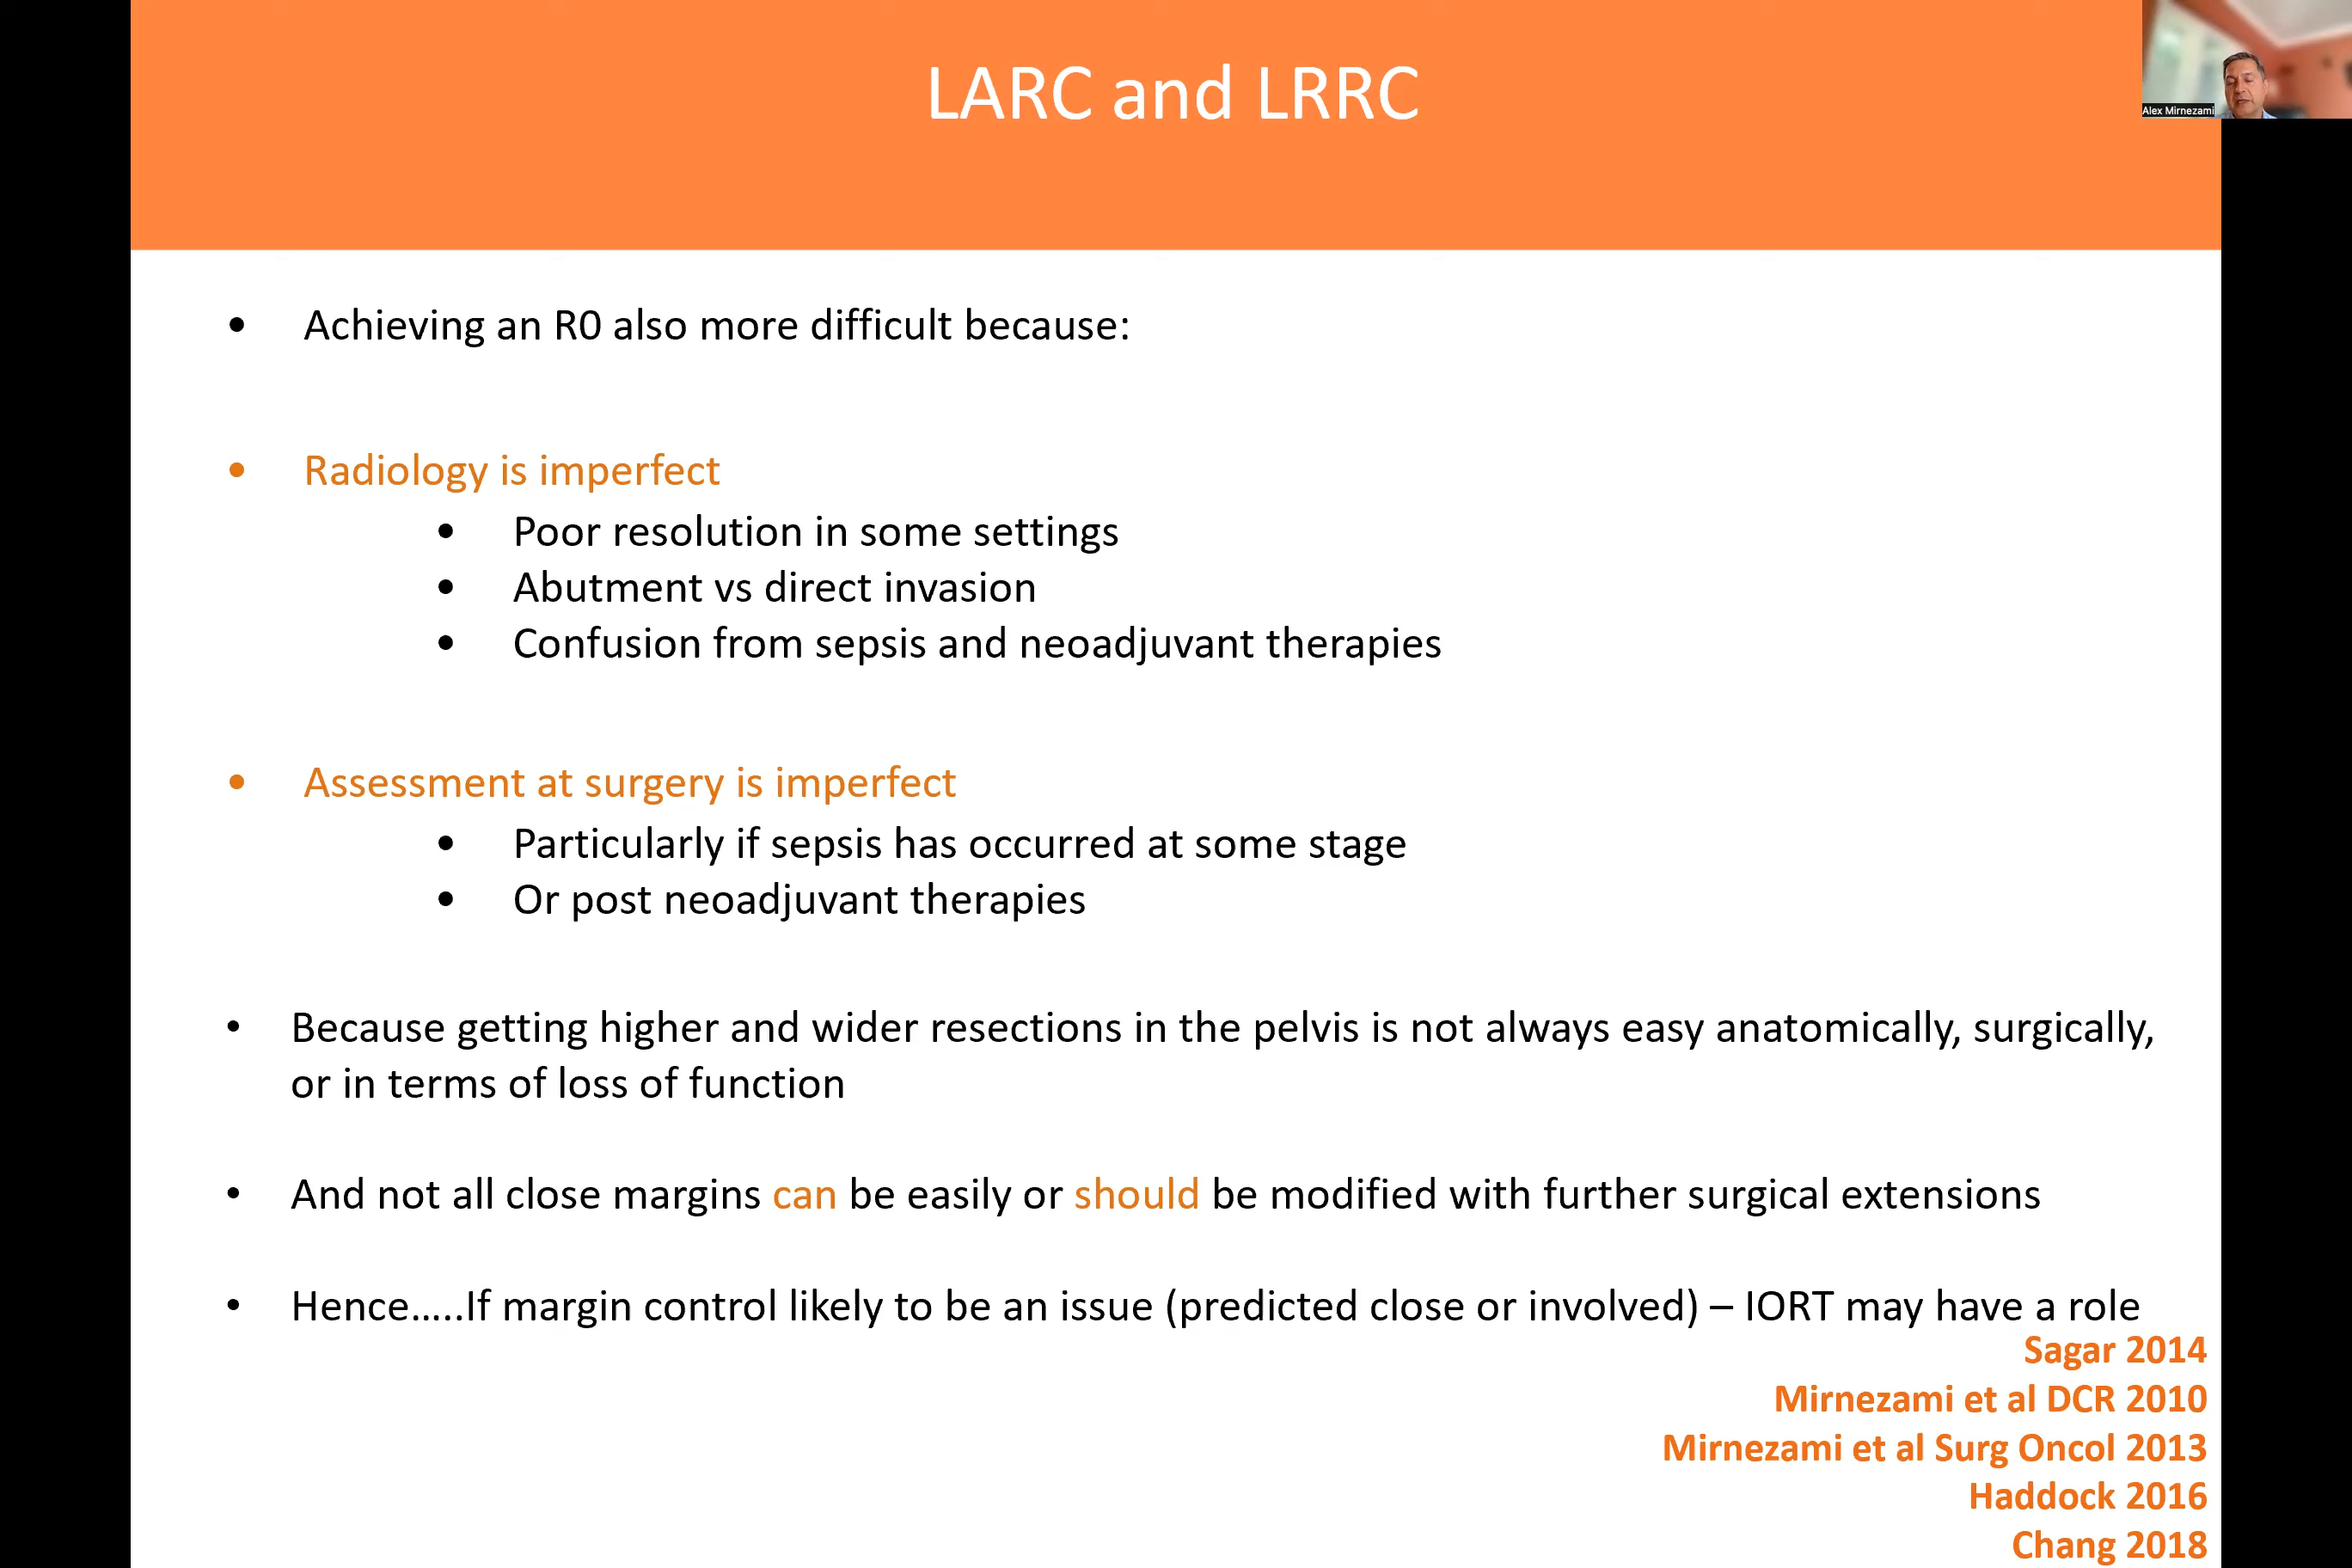 LARC and LRRC
Alex Mirnezami
• Achieving an R0 also more difficult because:
• Radiology is imperfect
• Poor resolution in some settings
• Abutment vs direct invasion
• Confusion from sepsis and neoadjuvant therapies
• Assessment at surgery is imperfect
• Particularly if sepsis has occurred at some stage
• Or post neoadjuvant therapies
• Because getting higher and wider resections in the pelvis is not always easy anatomically, surgically,
or in terms of loss of function
• And not all close margins can be easily or should be modified with further surgical extensions
• Hence.....If margin control likely to be an issue (predicted close or involved) – IORT may have a role
Sagar 2014
Mirnezami et al DCR 2010
Mirnezami et al Surg Oncol 2013
Haddock 2016
Chang 2018